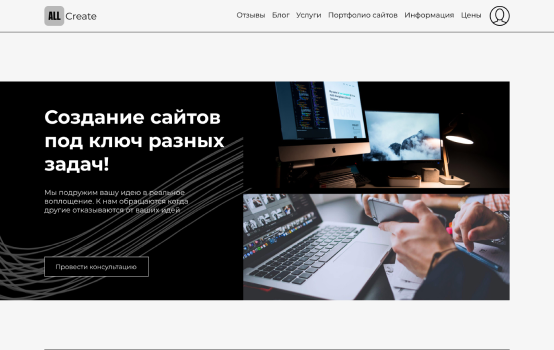 ALL Create
Отзывы Блог Услуги Портфолио сайтов Информация Цены
Создание сайтов
под ключ разных
задач!
Мы подружим вашу идею в реальное
воплощение. К нам обращаются когда
другие отказываются от ваших идей
Провести консультацию